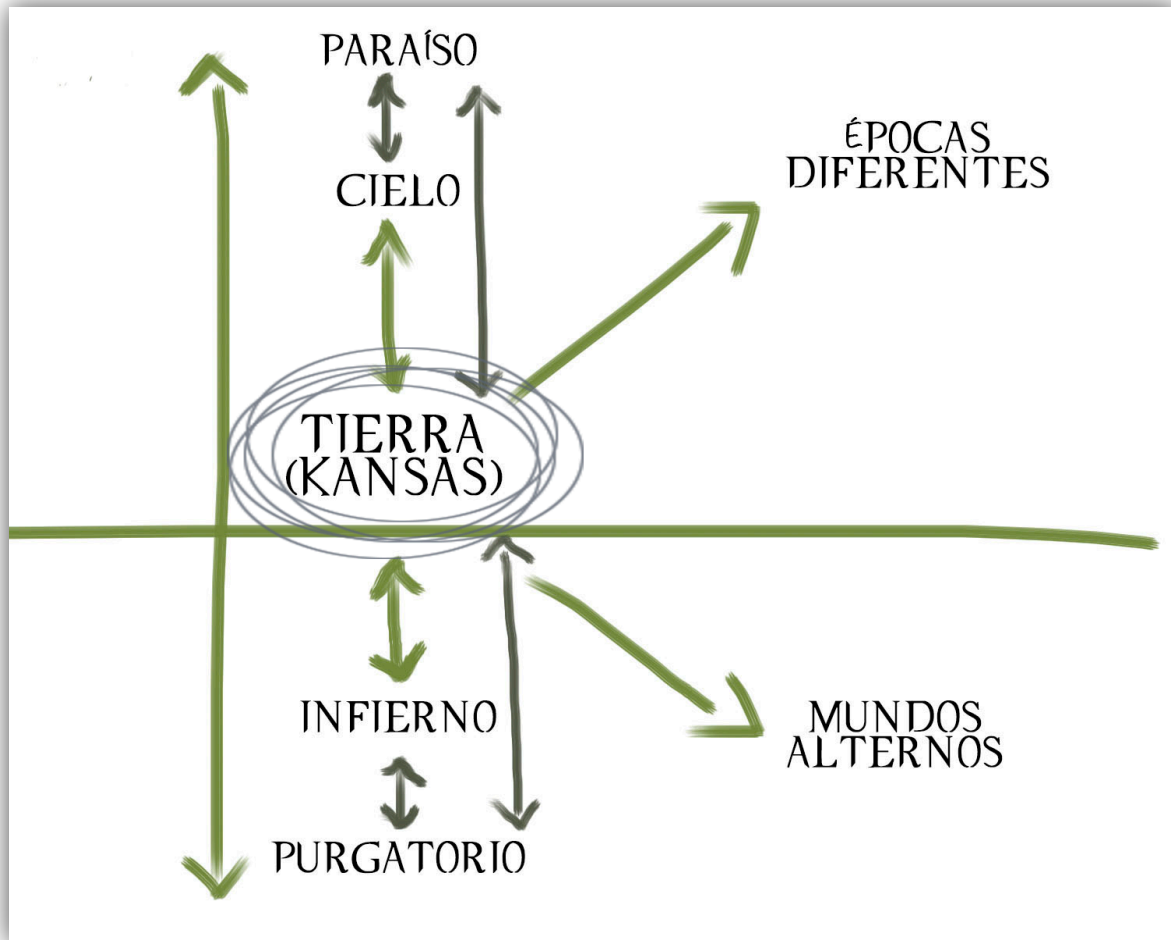 PARAÍSO
CIELO
ÉPOCAS
DIFERENTES
TIERRA
(KANSAS)
INFIERNO
MUNDOS
ALTERNOS
PURGATORIO